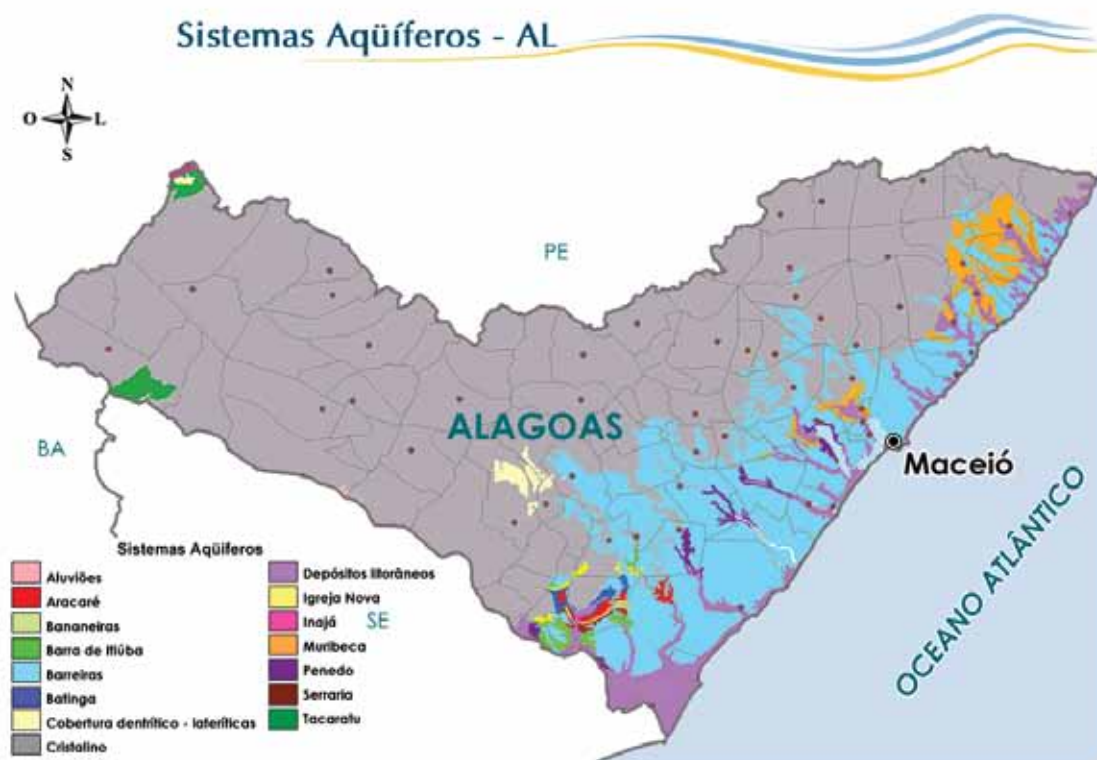 Sistemas Aqüíferos - AL
N
O
L
S
PE
ALAGOAS
BA
Maceió
OCEANO ATLÂNTICO
SE
Sistemas Aqüíferos
Aluviões
Aracaré
Bananeiras
Barra de Itiúba
Barreiras
Batinga
Cobertura dentrítico - lateríticas
Cristalino
Depósitos litorâneos
Igreja Nova
Inajá
Muribeca
Penedo
Serraria
Tacaratu